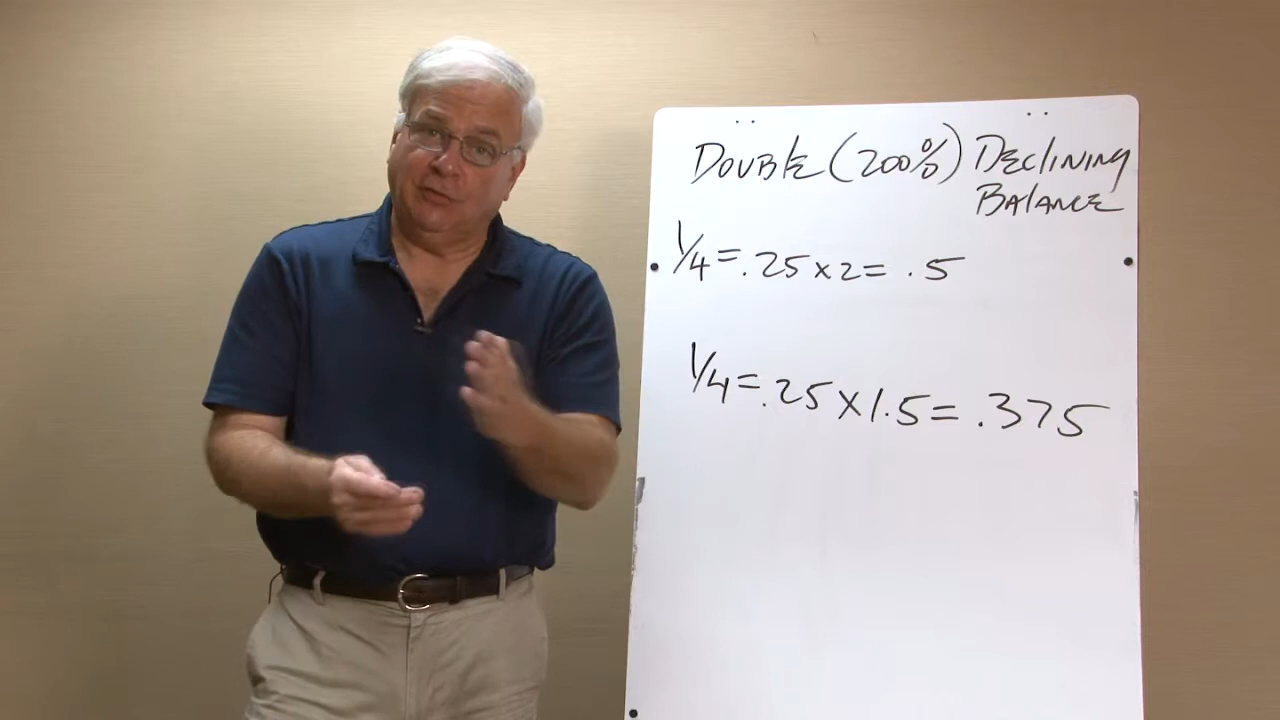 DOUBLE (200%) DECLINING
BALANCE
1/4 = .25 x 2 = .5
1/4 = .25 x 1.5 = .375